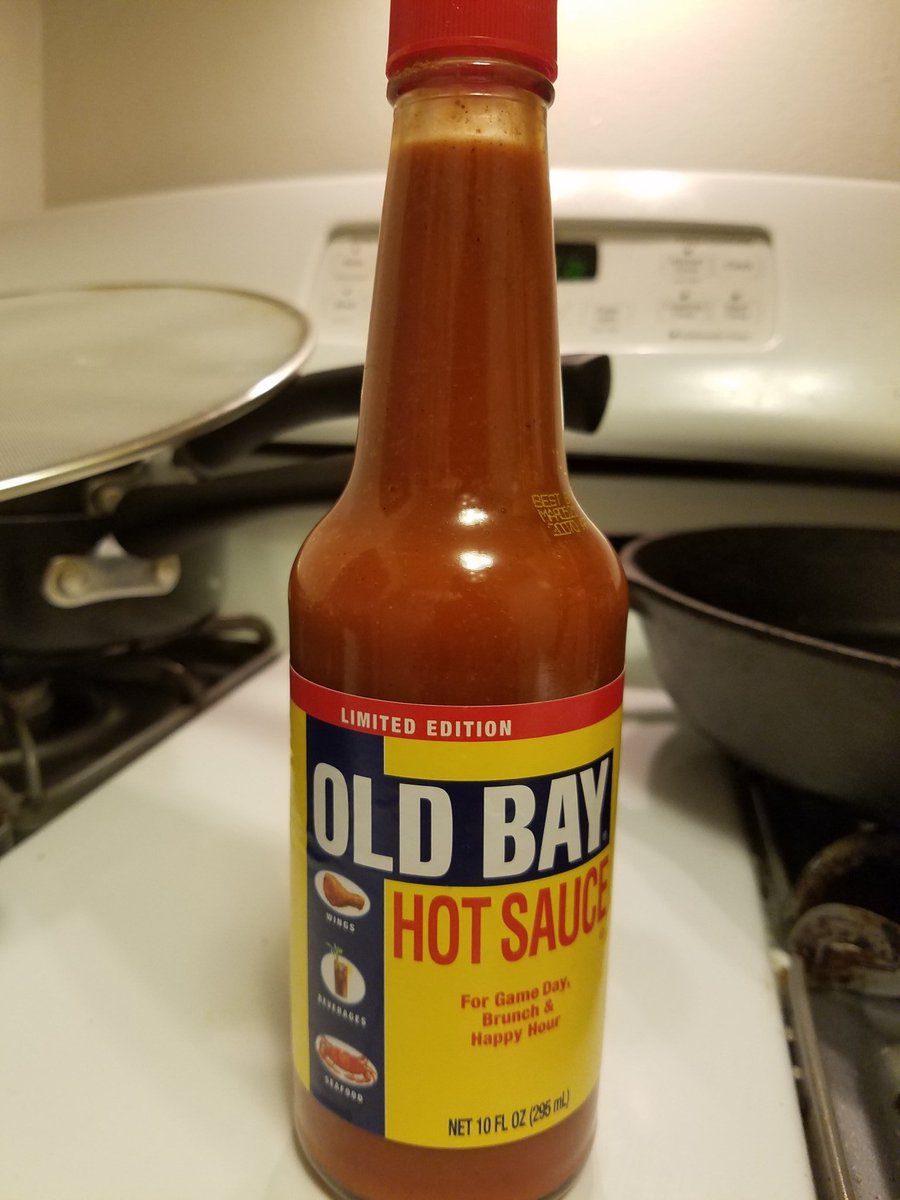 BEST
LIMITED EDITION
OLD BAY
HOT SAUCE
For Game Day,
Brunch &
Happy Hour
WINGS
BEVERAGES
SEAFOOD
NET 10 FL OZ (295 mL)